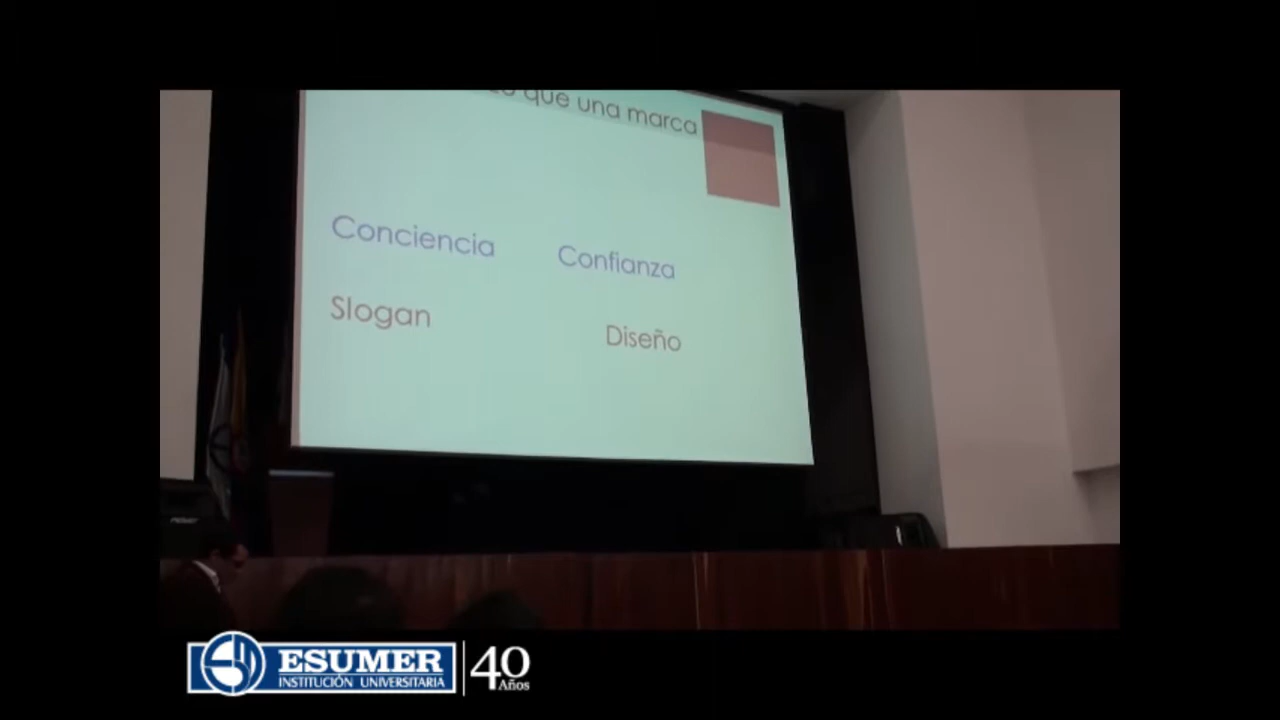 que una marca
Conciencia Confianza
Slogan Diseño
ESUMER
INSTITUCIÓN UNIVERSITARIA
40
Años